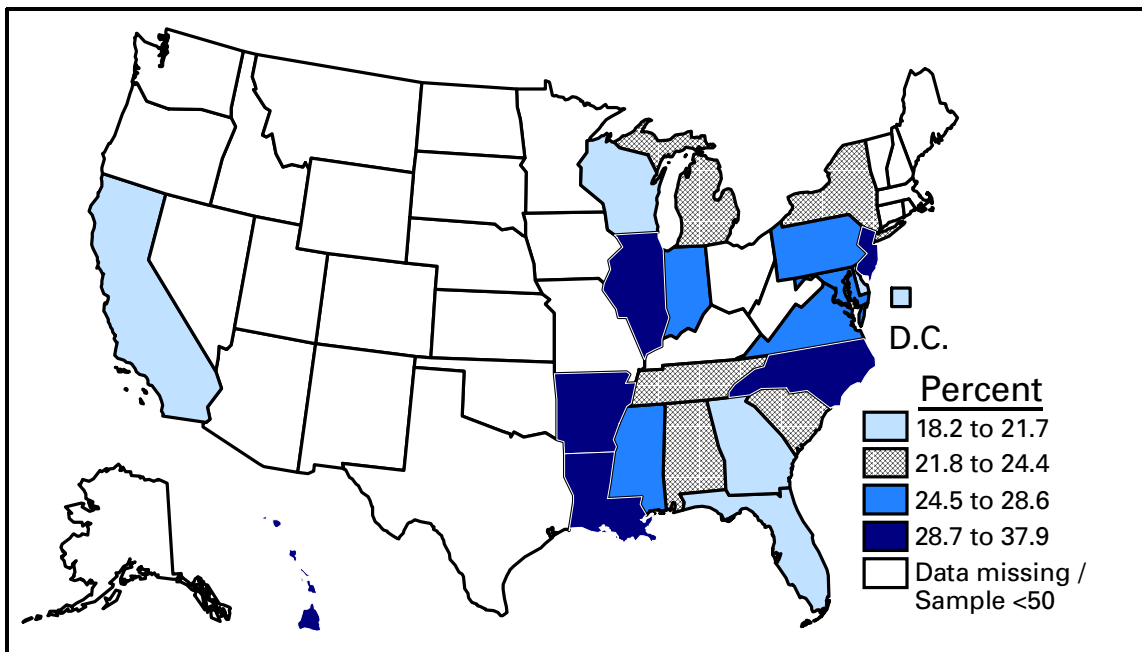 D.C.
Percent
18.2 to 21.7
21.8 to 24.4
24.5 to 28.6
28.7 to 37.9
Data missing /
Sample <50